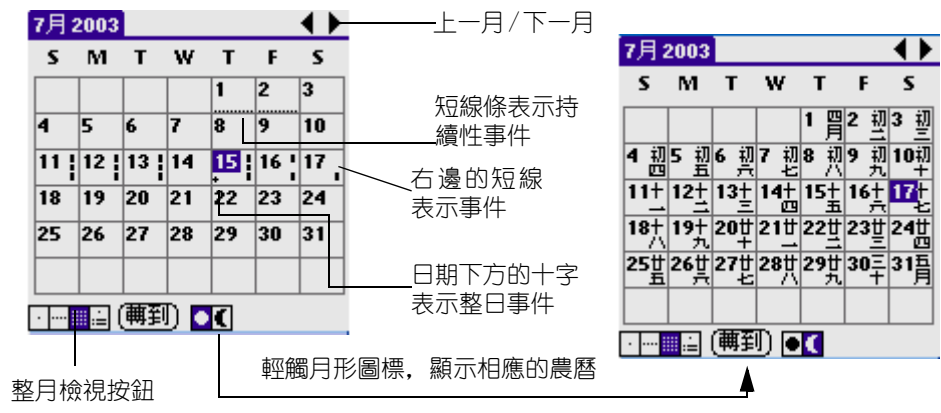 7月 2003
S M T W T F S
1 2 3
4 5 6 7 8 9 10
11 12 13 14 15 16 17
18 19 20 21 22 23 24
25 26 27 28 29 30 31
轉到
上一月/下一月
短線條表示持
續性事件
右邊的短線
表示事件
日期下方的十字
表示整日事件
整月檢視按鈕
輕觸月形圖標，顯示相應的農曆
7月 2003
S M T W T F S
1 四月 2 初二 3 初三
4 初四 5 初五 6 初六 7 初七 8 初八 9 初九 10 初十
11 十一 12 十二 13 十三 14 十四 15 十五 16 十六 17 十七
18 十八 19 十九 20 廿十 21 廿一 22 廿二 23 廿三 24 廿四
25 廿五 26 廿六 27 廿七 28 廿八 29 廿九 30 三十 31 五月
轉到